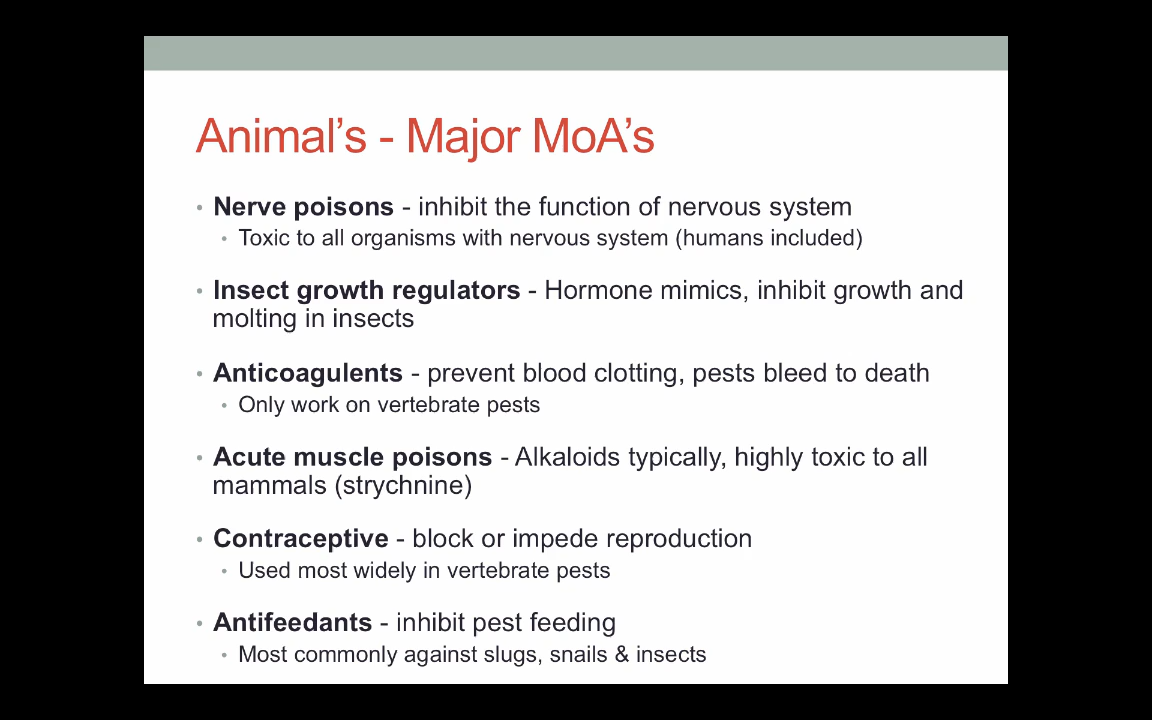 Animal's - Major MoA's
• Nerve poisons - inhibit the function of nervous system
• Toxic to all organisms with nervous system (humans included)
• Insect growth regulators - Hormone mimics, inhibit growth and
molting in insects
• Anticoagulents - prevent blood clotting, pests bleed to death
• Only work on vertebrate pests
• Acute muscle poisons - Alkaloids typically, highly toxic to all
mammals (strychnine)
• Contraceptive - block or impede reproduction
• Used most widely in vertebrate pests
• Antifeedants - inhibit pest feeding
• Most commonly against slugs, snails & insects